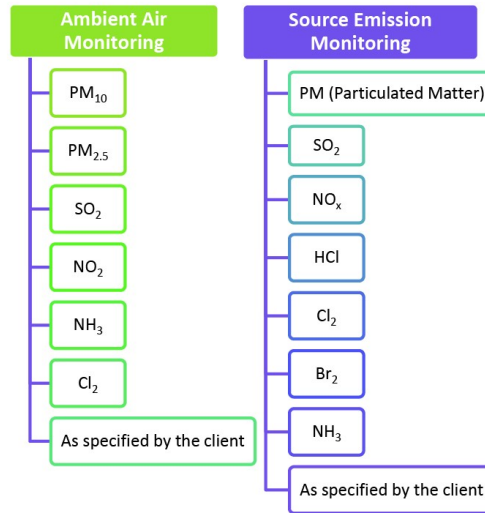 Ambient Air
Monitoring
PM₁₀
PM₂.₅
SO₂
NO₂
NH₃
Cl₂
As specified by the client
Source Emission
Monitoring
PM (Particulated Matter)
SO₂
NOₓ
HCl
Cl₂
Br₂
NH₃
As specified by the client